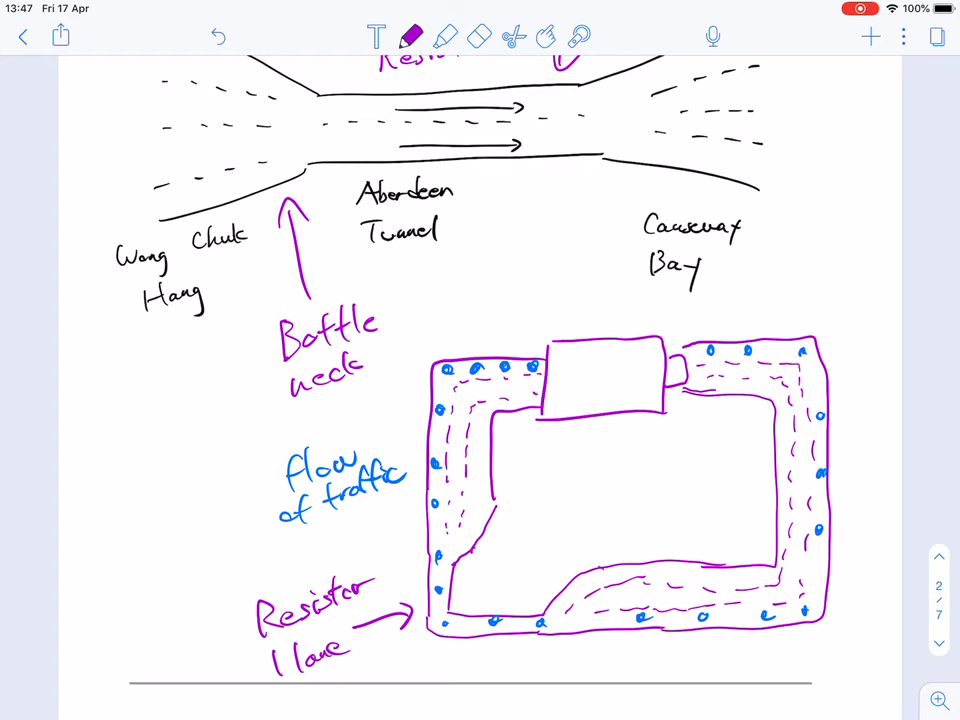 13:47 Fri 17 Apr
100%
T
Resis
Aberdeen
Tunnel
Wong Chuk
Hang
Causeway
Bay
Bottle
neck
flow
of traffic
Resistor
1 lane
2
/
7